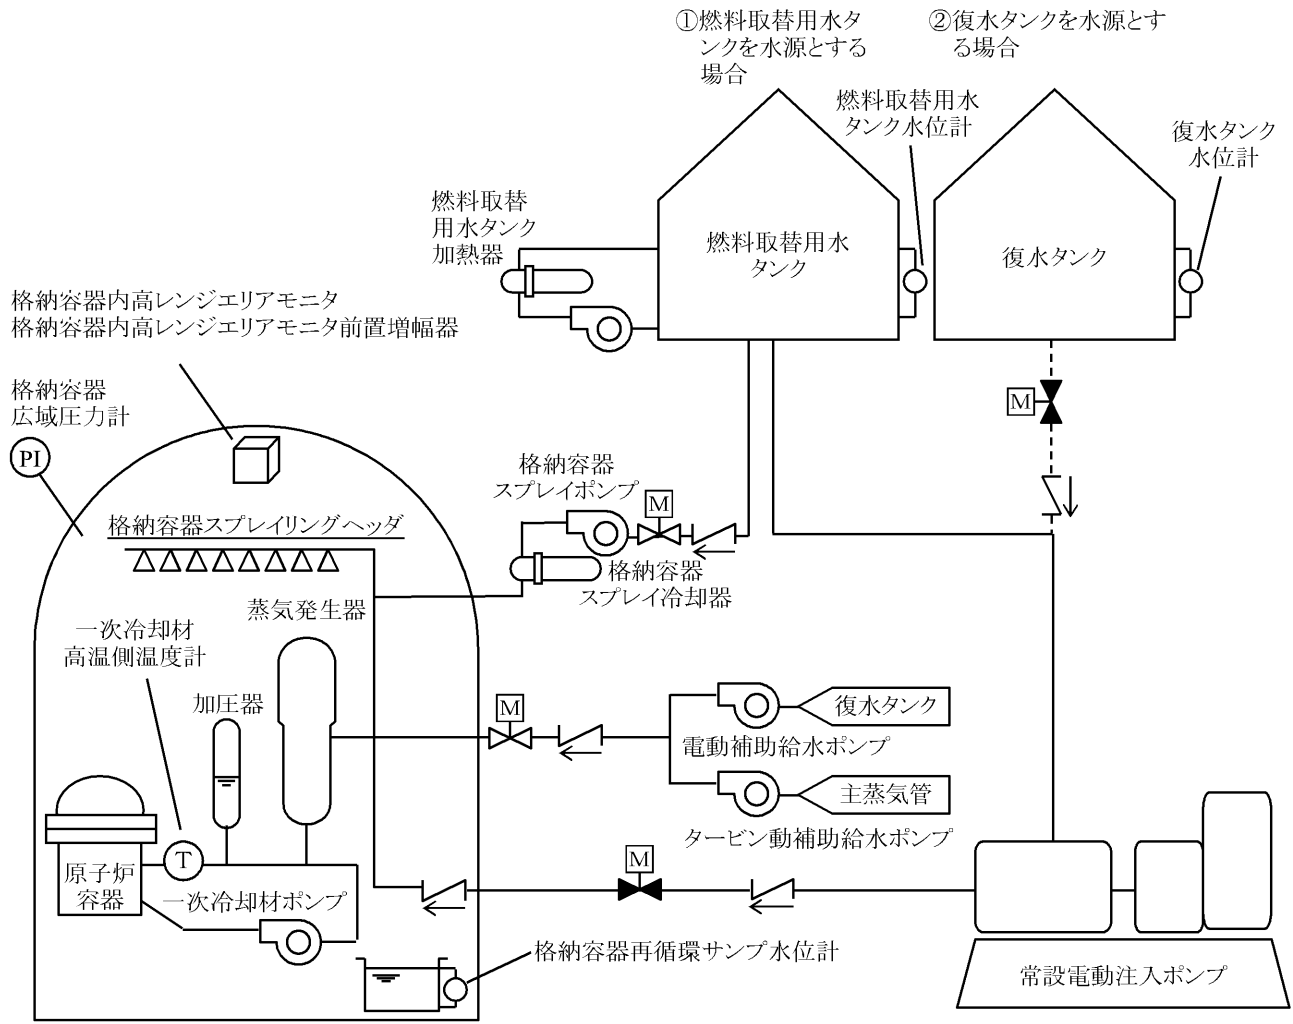 ①燃料取替用水タ
ンクを水源とする
場合
②復水タンクを水源とす
る場合
燃料取替用水
タンク水位計
復水タンク
水位計
燃料取替
用水タンク
加熱器
燃料取替用水
タンク
復水タンク
格納容器内高レンジエリアモニタ
格納容器内高レンジエリアモニタ前置増幅器
格納容器
広域圧力計
PI
M
格納容器
スプレイポンプ
M
格納容器スプレイリングヘッダ
格納容器
スプレイ冷却器
蒸気発生器
一次冷却材
高温側温度計
加圧器
M
復水タンク
電動補助給水ポンプ
主蒸気管
タービン動補助給水ポンプ
T
M
原子炉
容器
一次冷却材ポンプ
格納容器再循環サンプ水位計
常設電動注入ポンプ